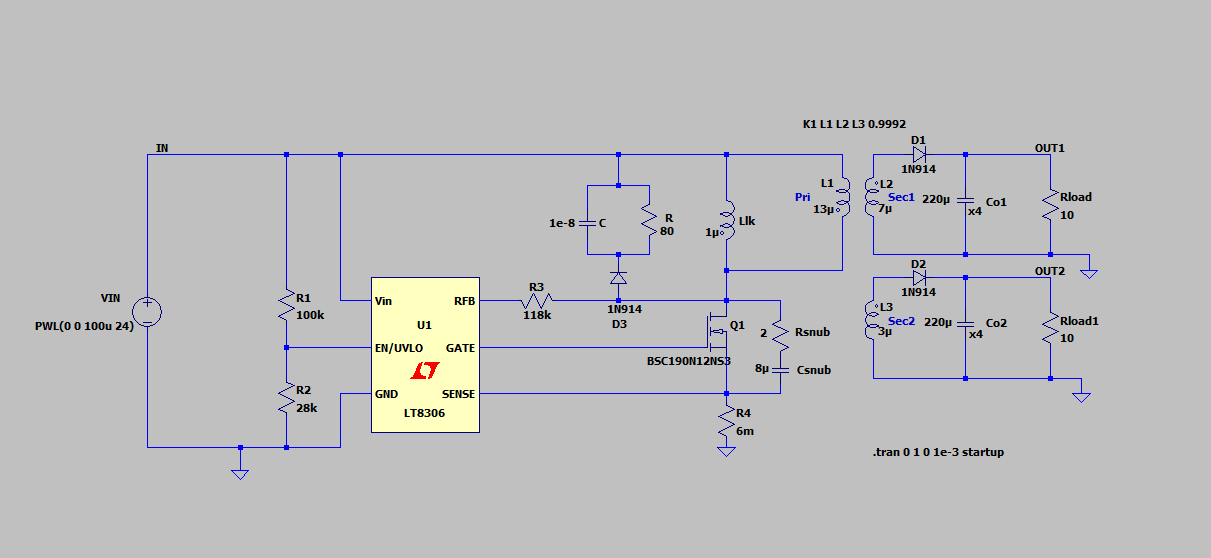 K1 L1 L2 L3 0.9992
IN
D1
1N914
OUT1
L1
Pri
13µ
L2
Sec1
7µ
220µ
Co1
x4
Rload
10
1e-8
C
R
80
Llk
1µ
D2
1N914
OUT2
L3
Sec2
3µ
220µ
Co2
x4
Rload1
10
VIN
PWL(0 0 100u 24)
R1
100k
R2
28k
Vin
RFB
U1
EN/UVLO
GATE
GND
SENSE
LT8306
R3
118k
1N914
D3
Q1
BSC190N12NS3
2
Rsnub
8µ
Csnub
R4
6m
.tran 0 1 0 1e-3 startup